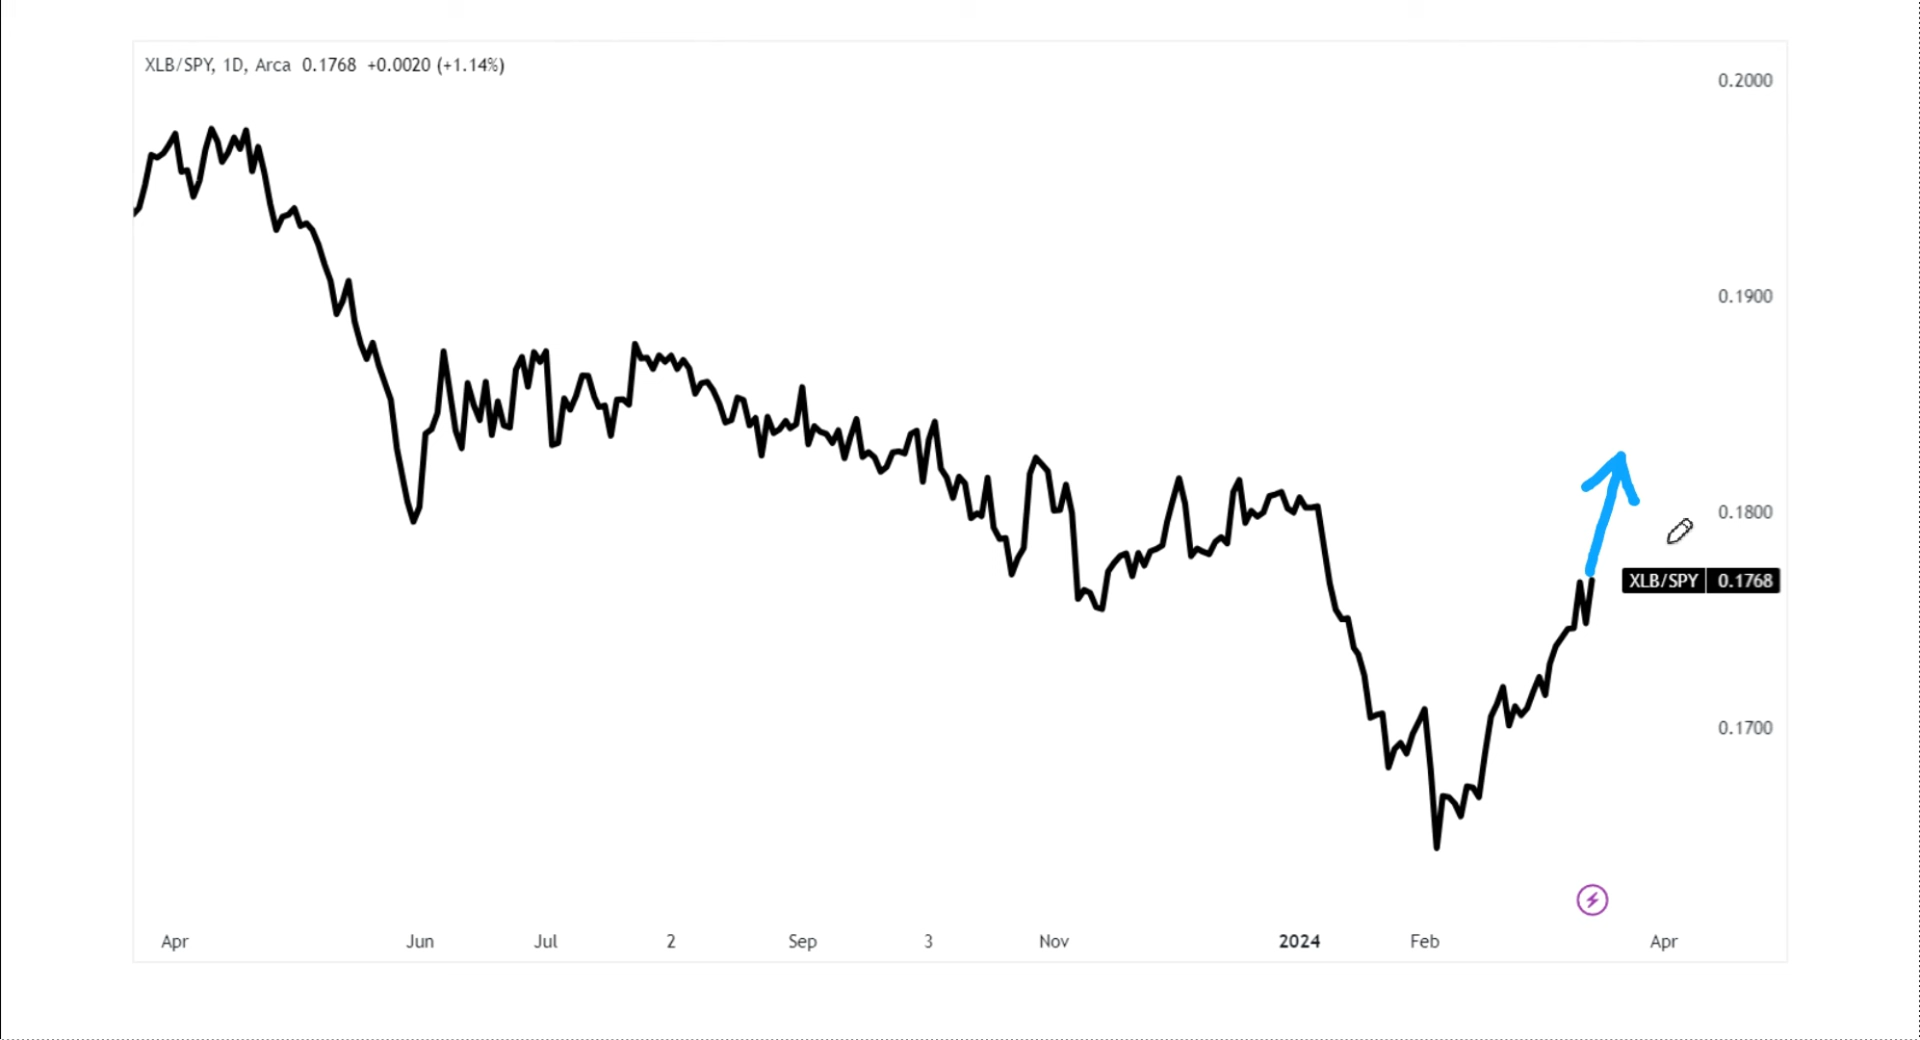 XLB/SPY, 1D, Arca 0.1768 +0.0020 (+1.14%)
0.2000
0.1900
0.1800
XLB/SPY 0.1768
0.1700
Apr Jun Jul 2 Sep 3 Nov 2024 Feb Apr